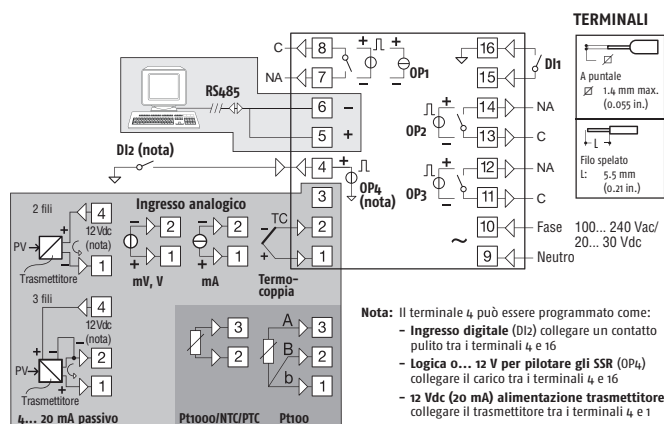 TERMINALI
A puntale
1.4 mm max.
(0.055 in.)
L
Filo spelato
L: 5.5 mm
(0.21 in.)
C 8 + +
NA 7 - - OP1
16
15 DI1
RS485
6 -
5 +
+ 14 NA
OP2
- 13 C
DI2 (nota)
4 + OP4
- (nota)
3
+ 12 NA
OP3
- 11 C
10 Fase
~
9 Neutro
100... 240 Vac/
20... 30 Vdc
Ingresso analogico
2 fili
4
12Vdc
(nota)
PV
+
-
1
Trasmettitore
- 2
+ 1
mV, V
- 2
+ 1
mA
TC
- 2
+ 1
Termo-
coppia
3 fili
4
12Vdc
(nota)
+ - -
2
PV
+
1
Trasmettitore
4... 20 mA passivo
3
2
Pt1000/NTC/PTC
A 3
B 2
b 1
Pt100
Nota: Il terminale 4 può essere programmato come:
- Ingresso digitale (DI2) collegare un contatto
pulito tra i terminali 4 e 16
- Logica 0... 12 V per pilotare gli SSR (OP4)
collegare il carico tra i terminali 4 e 16
- 12 Vdc (20 mA) alimentazione trasmettitore
collegare il trasmettitore tra i terminali 4 e 1